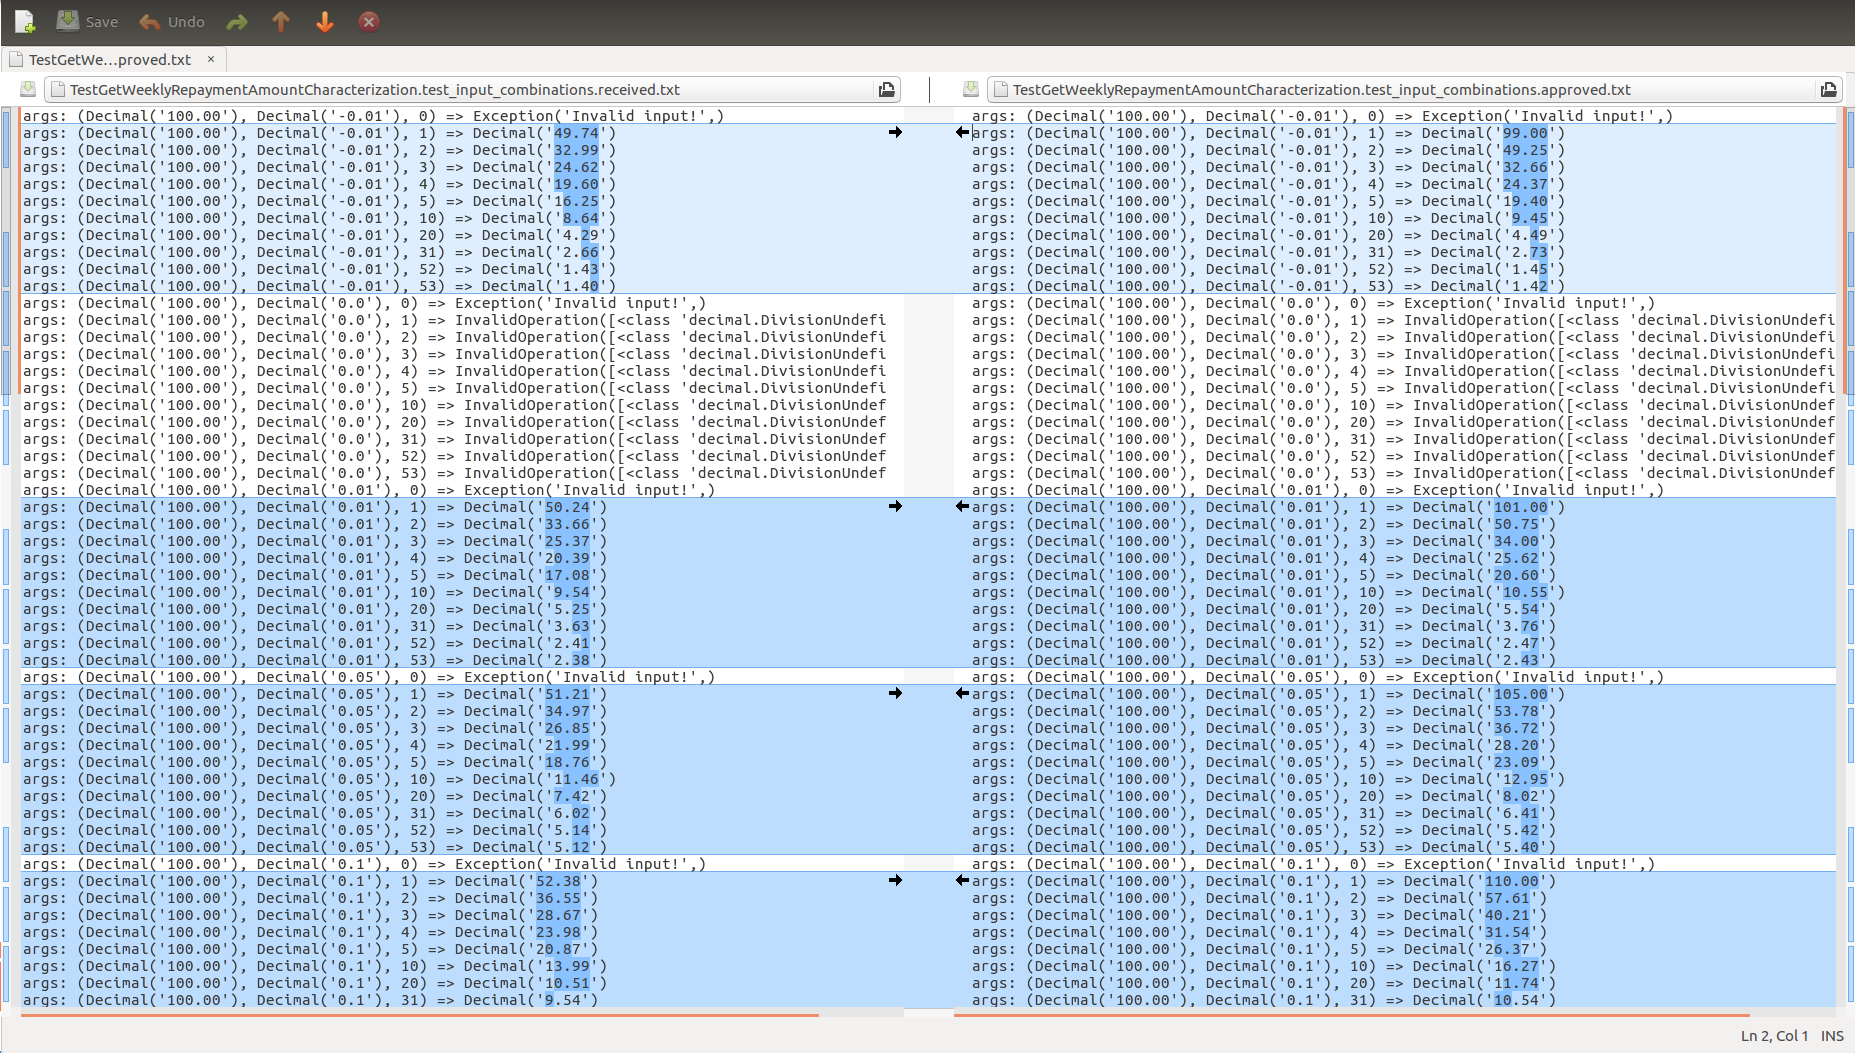 Save Undo
TestGetWe...proved.txt ×
TestGetWeeklyRepaymentAmountCharacterization.test_input_combinations.received.txt
args: (Decimal('100.00'), Decimal('-0.01'), 0) => Exception('Invalid input!',)
args: (Decimal('100.00'), Decimal('-0.01'), 1) => Decimal('49.74')
args: (Decimal('100.00'), Decimal('-0.01'), 2) => Decimal('32.99')
args: (Decimal('100.00'), Decimal('-0.01'), 3) => Decimal('24.62')
args: (Decimal('100.00'), Decimal('-0.01'), 4) => Decimal('19.60')
args: (Decimal('100.00'), Decimal('-0.01'), 5) => Decimal('16.25')
args: (Decimal('100.00'), Decimal('-0.01'), 10) => Decimal('8.64')
args: (Decimal('100.00'), Decimal('-0.01'), 20) => Decimal('4.29')
args: (Decimal('100.00'), Decimal('-0.01'), 31) => Decimal('2.66')
args: (Decimal('100.00'), Decimal('-0.01'), 52) => Decimal('1.43')
args: (Decimal('100.00'), Decimal('-0.01'), 53) => Decimal('1.40')
args: (Decimal('100.00'), Decimal('0.0'), 0) => Exception('Invalid input!',)
args: (Decimal('100.00'), Decimal('0.0'), 1) => InvalidOperation([<class 'decimal.DivisionUndefi
args: (Decimal('100.00'), Decimal('0.0'), 2) => InvalidOperation([<class 'decimal.DivisionUndefi
args: (Decimal('100.00'), Decimal('0.0'), 3) => InvalidOperation([<class 'decimal.DivisionUndefi
args: (Decimal('100.00'), Decimal('0.0'), 4) => InvalidOperation([<class 'decimal.DivisionUndefi
args: (Decimal('100.00'), Decimal('0.0'), 5) => InvalidOperation([<class 'decimal.DivisionUndefi
args: (Decimal('100.00'), Decimal('0.0'), 10) => InvalidOperation([<class 'decimal.DivisionUndef
args: (Decimal('100.00'), Decimal('0.0'), 20) => InvalidOperation([<class 'decimal.DivisionUndef
args: (Decimal('100.00'), Decimal('0.0'), 31) => InvalidOperation([<class 'decimal.DivisionUndef
args: (Decimal('100.00'), Decimal('0.0'), 52) => InvalidOperation([<class 'decimal.DivisionUndef
args: (Decimal('100.00'), Decimal('0.0'), 53) => InvalidOperation([<class 'decimal.DivisionUndef
args: (Decimal('100.00'), Decimal('0.01'), 0) => Exception('Invalid input!',)
args: (Decimal('100.00'), Decimal('0.01'), 1) => Decimal('50.24')
args: (Decimal('100.00'), Decimal('0.01'), 2) => Decimal('33.66')
args: (Decimal('100.00'), Decimal('0.01'), 3) => Decimal('25.37')
args: (Decimal('100.00'), Decimal('0.01'), 4) => Decimal('20.39')
args: (Decimal('100.00'), Decimal('0.01'), 5) => Decimal('17.08')
args: (Decimal('100.00'), Decimal('0.01'), 10) => Decimal('9.54')
args: (Decimal('100.00'), Decimal('0.01'), 20) => Decimal('5.25')
args: (Decimal('100.00'), Decimal('0.01'), 31) => Decimal('3.63')
args: (Decimal('100.00'), Decimal('0.01'), 52) => Decimal('2.41')
args: (Decimal('100.00'), Decimal('0.01'), 53) => Decimal('2.38')
args: (Decimal('100.00'), Decimal('0.05'), 0) => Exception('Invalid input!',)
args: (Decimal('100.00'), Decimal('0.05'), 1) => Decimal('51.21')
args: (Decimal('100.00'), Decimal('0.05'), 2) => Decimal('34.97')
args: (Decimal('100.00'), Decimal('0.05'), 3) => Decimal('26.85')
args: (Decimal('100.00'), Decimal('0.05'), 4) => Decimal('21.99')
args: (Decimal('100.00'), Decimal('0.05'), 5) => Decimal('18.76')
args: (Decimal('100.00'), Decimal('0.05'), 10) => Decimal('11.46')
args: (Decimal('100.00'), Decimal('0.05'), 20) => Decimal('7.42')
args: (Decimal('100.00'), Decimal('0.05'), 31) => Decimal('6.02')
args: (Decimal('100.00'), Decimal('0.05'), 52) => Decimal('5.14')
args: (Decimal('100.00'), Decimal('0.05'), 53) => Decimal('5.12')
args: (Decimal('100.00'), Decimal('0.1'), 0) => Exception('Invalid input!',)
args: (Decimal('100.00'), Decimal('0.1'), 1) => Decimal('52.38')
args: (Decimal('100.00'), Decimal('0.1'), 2) => Decimal('36.55')
args: (Decimal('100.00'), Decimal('0.1'), 3) => Decimal('28.67')
args: (Decimal('100.00'), Decimal('0.1'), 4) => Decimal('23.98')
args: (Decimal('100.00'), Decimal('0.1'), 5) => Decimal('20.87')
args: (Decimal('100.00'), Decimal('0.1'), 10) => Decimal('13.99')
args: (Decimal('100.00'), Decimal('0.1'), 20) => Decimal('10.51')
args: (Decimal('100.00'), Decimal('0.1'), 31) => Decimal('9.54')
TestGetWeeklyRepaymentAmountCharacterization.test_input_combinations.approved.txt
args: (Decimal('100.00'), Decimal('-0.01'), 0) => Exception('Invalid input!',)
args: (Decimal('100.00'), Decimal('-0.01'), 1) => Decimal('99.00')
args: (Decimal('100.00'), Decimal('-0.01'), 2) => Decimal('49.25')
args: (Decimal('100.00'), Decimal('-0.01'), 3) => Decimal('32.66')
args: (Decimal('100.00'), Decimal('-0.01'), 4) => Decimal('24.37')
args: (Decimal('100.00'), Decimal('-0.01'), 5) => Decimal('19.40')
args: (Decimal('100.00'), Decimal('-0.01'), 10) => Decimal('9.45')
args: (Decimal('100.00'), Decimal('-0.01'), 20) => Decimal('4.49')
args: (Decimal('100.00'), Decimal('-0.01'), 31) => Decimal('2.73')
args: (Decimal('100.00'), Decimal('-0.01'), 52) => Decimal('1.45')
args: (Decimal('100.00'), Decimal('-0.01'), 53) => Decimal('1.42')
args: (Decimal('100.00'), Decimal('0.0'), 0) => Exception('Invalid input!',)
args: (Decimal('100.00'), Decimal('0.0'), 1) => InvalidOperation([<class 'decimal.DivisionUndefi
args: (Decimal('100.00'), Decimal('0.0'), 2) => InvalidOperation([<class 'decimal.DivisionUndefi
args: (Decimal('100.00'), Decimal('0.0'), 3) => InvalidOperation([<class 'decimal.DivisionUndefi
args: (Decimal('100.00'), Decimal('0.0'), 4) => InvalidOperation([<class 'decimal.DivisionUndefi
args: (Decimal('100.00'), Decimal('0.0'), 5) => InvalidOperation([<class 'decimal.DivisionUndefi
args: (Decimal('100.00'), Decimal('0.0'), 10) => InvalidOperation([<class 'decimal.DivisionUndef
args: (Decimal('100.00'), Decimal('0.0'), 20) => InvalidOperation([<class 'decimal.DivisionUndef
args: (Decimal('100.00'), Decimal('0.0'), 31) => InvalidOperation([<class 'decimal.DivisionUndef
args: (Decimal('100.00'), Decimal('0.0'), 52) => InvalidOperation([<class 'decimal.DivisionUndef
args: (Decimal('100.00'), Decimal('0.0'), 53) => InvalidOperation([<class 'decimal.DivisionUndef
args: (Decimal('100.00'), Decimal('0.01'), 0) => Exception('Invalid input!',)
args: (Decimal('100.00'), Decimal('0.01'), 1) => Decimal('101.00')
args: (Decimal('100.00'), Decimal('0.01'), 2) => Decimal('50.75')
args: (Decimal('100.00'), Decimal('0.01'), 3) => Decimal('34.00')
args: (Decimal('100.00'), Decimal('0.01'), 4) => Decimal('25.62')
args: (Decimal('100.00'), Decimal('0.01'), 5) => Decimal('20.60')
args: (Decimal('100.00'), Decimal('0.01'), 10) => Decimal('10.55')
args: (Decimal('100.00'), Decimal('0.01'), 20) => Decimal('5.54')
args: (Decimal('100.00'), Decimal('0.01'), 31) => Decimal('3.76')
args: (Decimal('100.00'), Decimal('0.01'), 52) => Decimal('2.47')
args: (Decimal('100.00'), Decimal('0.01'), 53) => Decimal('2.43')
args: (Decimal('100.00'), Decimal('0.05'), 0) => Exception('Invalid input!',)
args: (Decimal('100.00'), Decimal('0.05'), 1) => Decimal('105.00')
args: (Decimal('100.00'), Decimal('0.05'), 2) => Decimal('53.78')
args: (Decimal('100.00'), Decimal('0.05'), 3) => Decimal('36.72')
args: (Decimal('100.00'), Decimal('0.05'), 4) => Decimal('28.20')
args: (Decimal('100.00'), Decimal('0.05'), 5) => Decimal('23.09')
args: (Decimal('100.00'), Decimal('0.05'), 10) => Decimal('12.95')
args: (Decimal('100.00'), Decimal('0.05'), 20) => Decimal('8.02')
args: (Decimal('100.00'), Decimal('0.05'), 31) => Decimal('6.41')
args: (Decimal('100.00'), Decimal('0.05'), 52) => Decimal('5.42')
args: (Decimal('100.00'), Decimal('0.05'), 53) => Decimal('5.40')
args: (Decimal('100.00'), Decimal('0.1'), 0) => Exception('Invalid input!',)
args: (Decimal('100.00'), Decimal('0.1'), 1) => Decimal('110.00')
args: (Decimal('100.00'), Decimal('0.1'), 2) => Decimal('57.61')
args: (Decimal('100.00'), Decimal('0.1'), 3) => Decimal('40.21')
args: (Decimal('100.00'), Decimal('0.1'), 4) => Decimal('31.54')
args: (Decimal('100.00'), Decimal('0.1'), 5) => Decimal('26.37')
args: (Decimal('100.00'), Decimal('0.1'), 10) => Decimal('16.27')
args: (Decimal('100.00'), Decimal('0.1'), 20) => Decimal('11.74')
args: (Decimal('100.00'), Decimal('0.1'), 31) => Decimal('10.54')
Ln 2, Col 1 INS